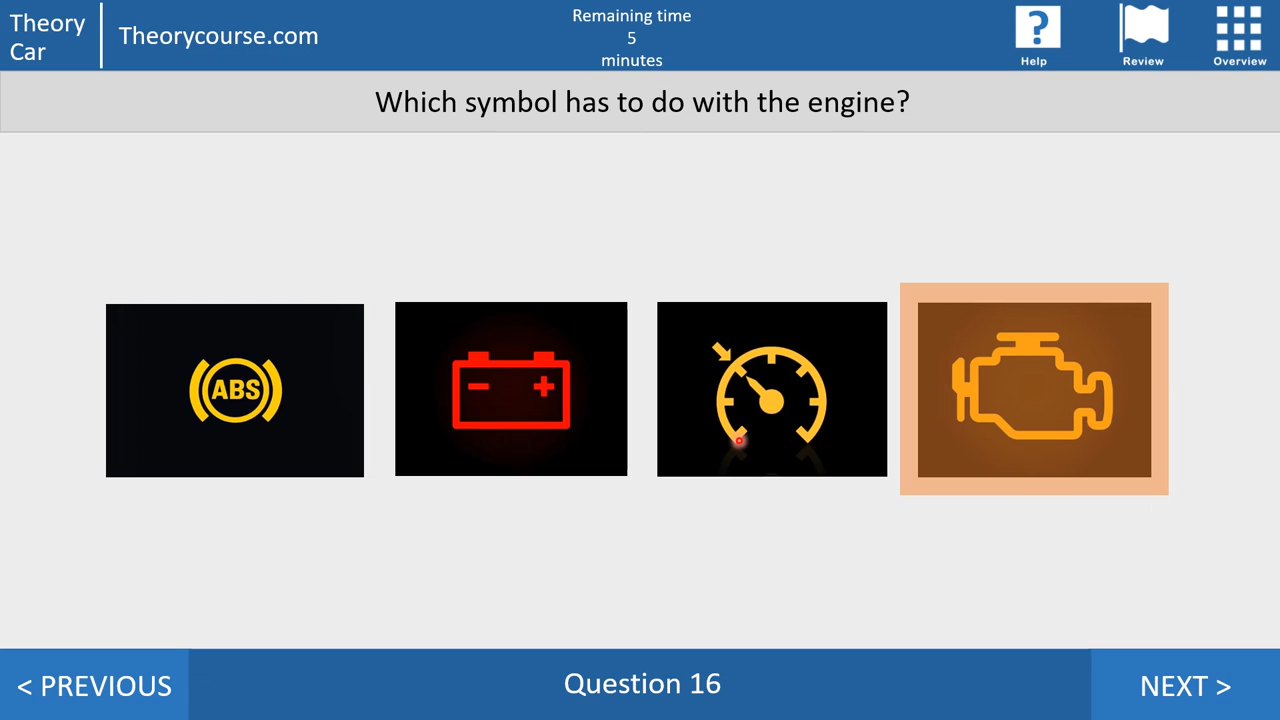 Theory
Car
Theorycourse.com
Remaining time
5
minutes
?
Help
Review
Overview
Which symbol has to do with the engine?
ABS
- +
< PREVIOUS
Question 16
NEXT >